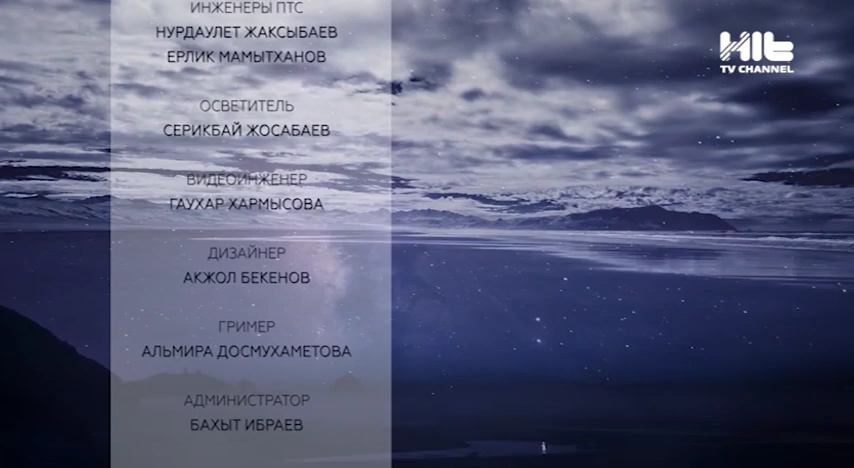 ИНЖЕНЕРЫ ПТС
НУРДАУЛЕТ ЖАКСЫБАЕВ
ЕРЛИК МАМЫТХАНОВ
ОСВЕТИТЕЛЬ
СЕРИКБАЙ ЖОСАБАЕВ
ВИДЕОИНЖЕНЕР
ГАУХАР ХАРМЫСОВА
ДИЗАЙНЕР
АКЖОЛ БЕКЕНОВ
ГРИМЕР
АЛЬМИРА ДОСМУХАМЕТОВА
АДМИНИСТРАТОР
БАХЫТ ИБРАЕВ
HIt
TV CHANNEL